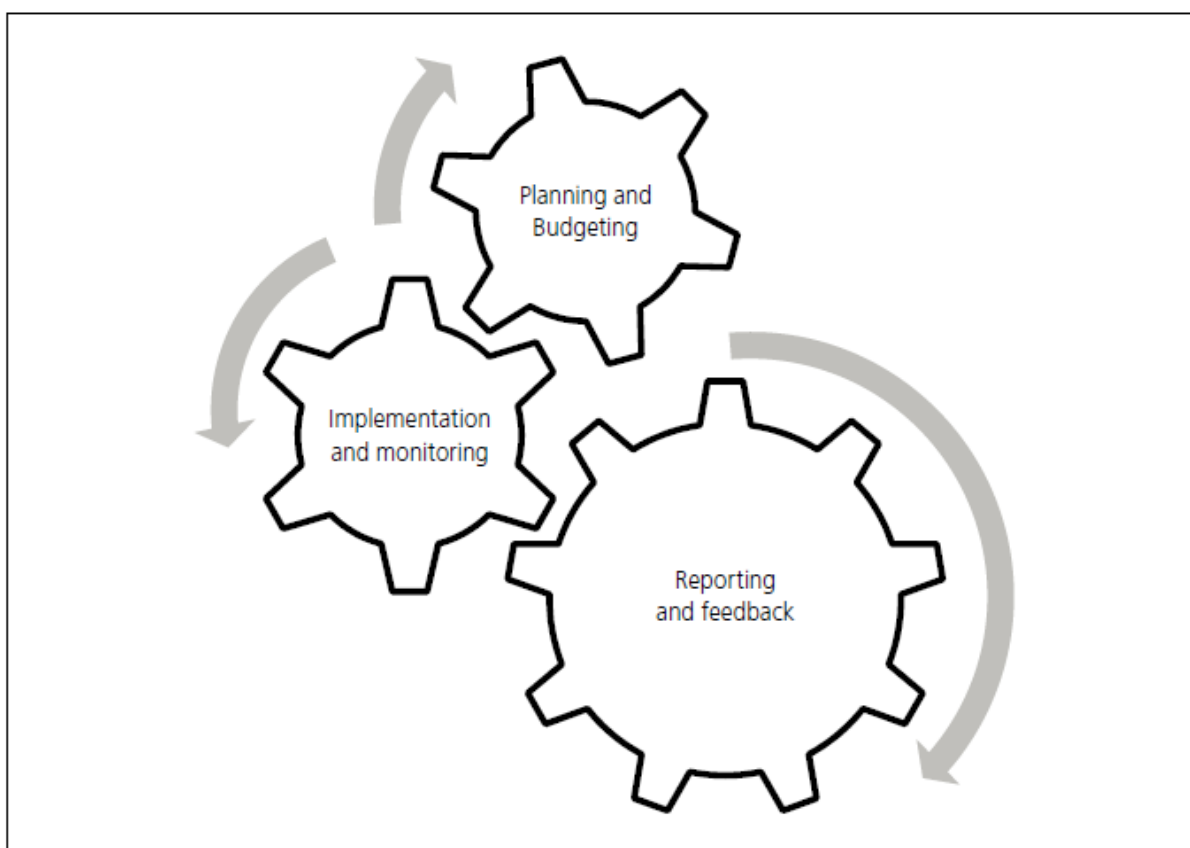 Planning and
Budgeting
Implementation
and monitoring
Reporting
and feedback